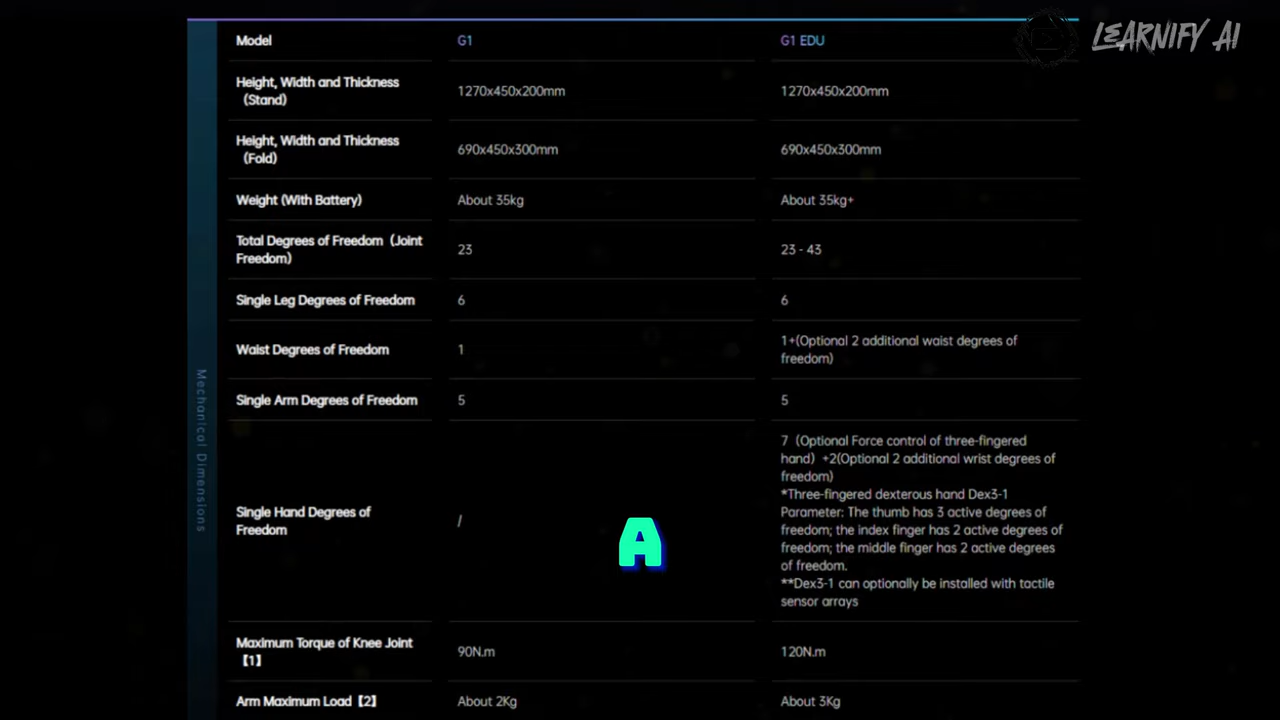 LEARNIFY AI
Model G1 G1 EDU
Height, Width and Thickness
(Stand)
1270x450x200mm 1270x450x200mm
Height, Width and Thickness
(Fold)
690x450x300mm 690x450x300mm
Weight (With Battery) About 35kg About 35kg+
Total Degrees of Freedom（Joint
Freedom)
23 23 - 43
Single Leg Degrees of Freedom 6 6
Waist Degrees of Freedom 1
1+(Optional 2 additional waist degrees of
freedom)
Single Arm Degrees of Freedom 5 5
Single Hand Degrees of
Freedom
/
7（Optional Force control of three-fingered
hand）+2(Optional 2 additional wrist degrees of
freedom)
*Three-fingered dexterous hand Dex3-1
Parameter: The thumb has 3 active degrees of
freedom; the index finger has 2 active degrees of
freedom; the middle finger has 2 active degrees
of freedom.
**Dex3-1 can optionally be installed with tactile
sensor arrays
A
Maximum Torque of Knee Joint
【1】
90N.m 120N.m
Arm Maximum Load【2】 About 2Kg About 3Kg
Mechanical Dimensions